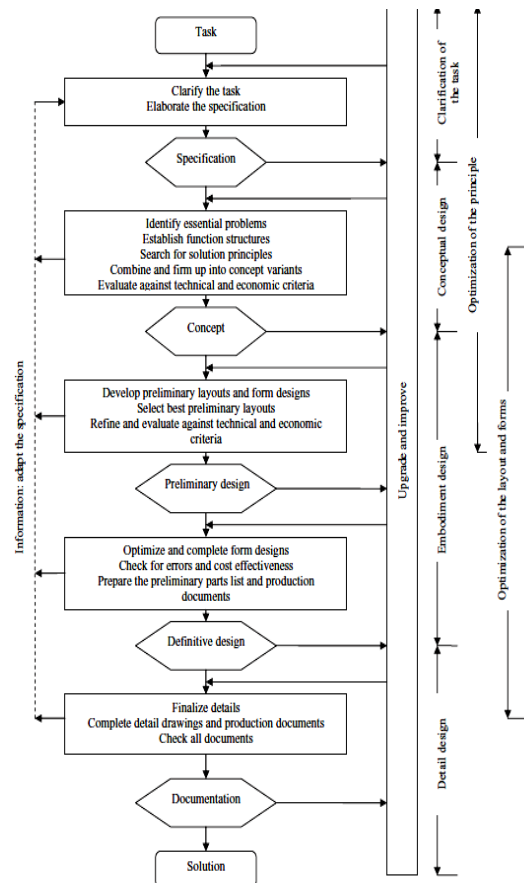 Task
Clarify the task
Elaborate the specification
Specification
Identify essential problems
Establish function structures
Search for solution principles
Combine and firm up into concept variants
Evaluate against technical and economic criteria
Concept
Develop preliminary layouts and form designs
Select best preliminary layouts
Refine and evaluate against technical and economic
criteria
Preliminary design
Optimize and complete form designs
Check for errors and cost effectiveness
Prepare the preliminary parts list and production
documents
Definitive design
Finalize details
Complete detail drawings and production documents
Check all documents
Documentation
Solution
Information: adapt the specification
Upgrade and improve
Clarification of
the task
Conceptual design
Embodiment design
Detail design
Optimization of the principle
Optimization of the layout and forms